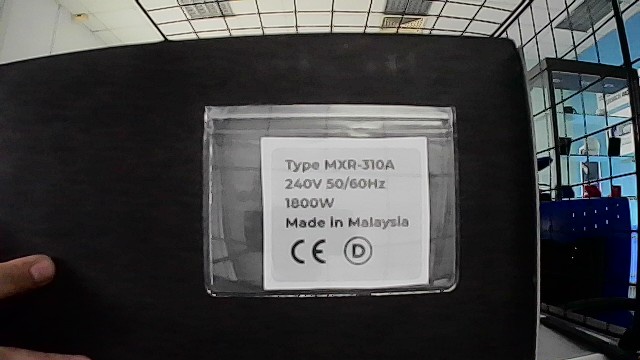 Type MXR-310A
240V 50/60Hz
1800W
Made in Malaysia
CE D